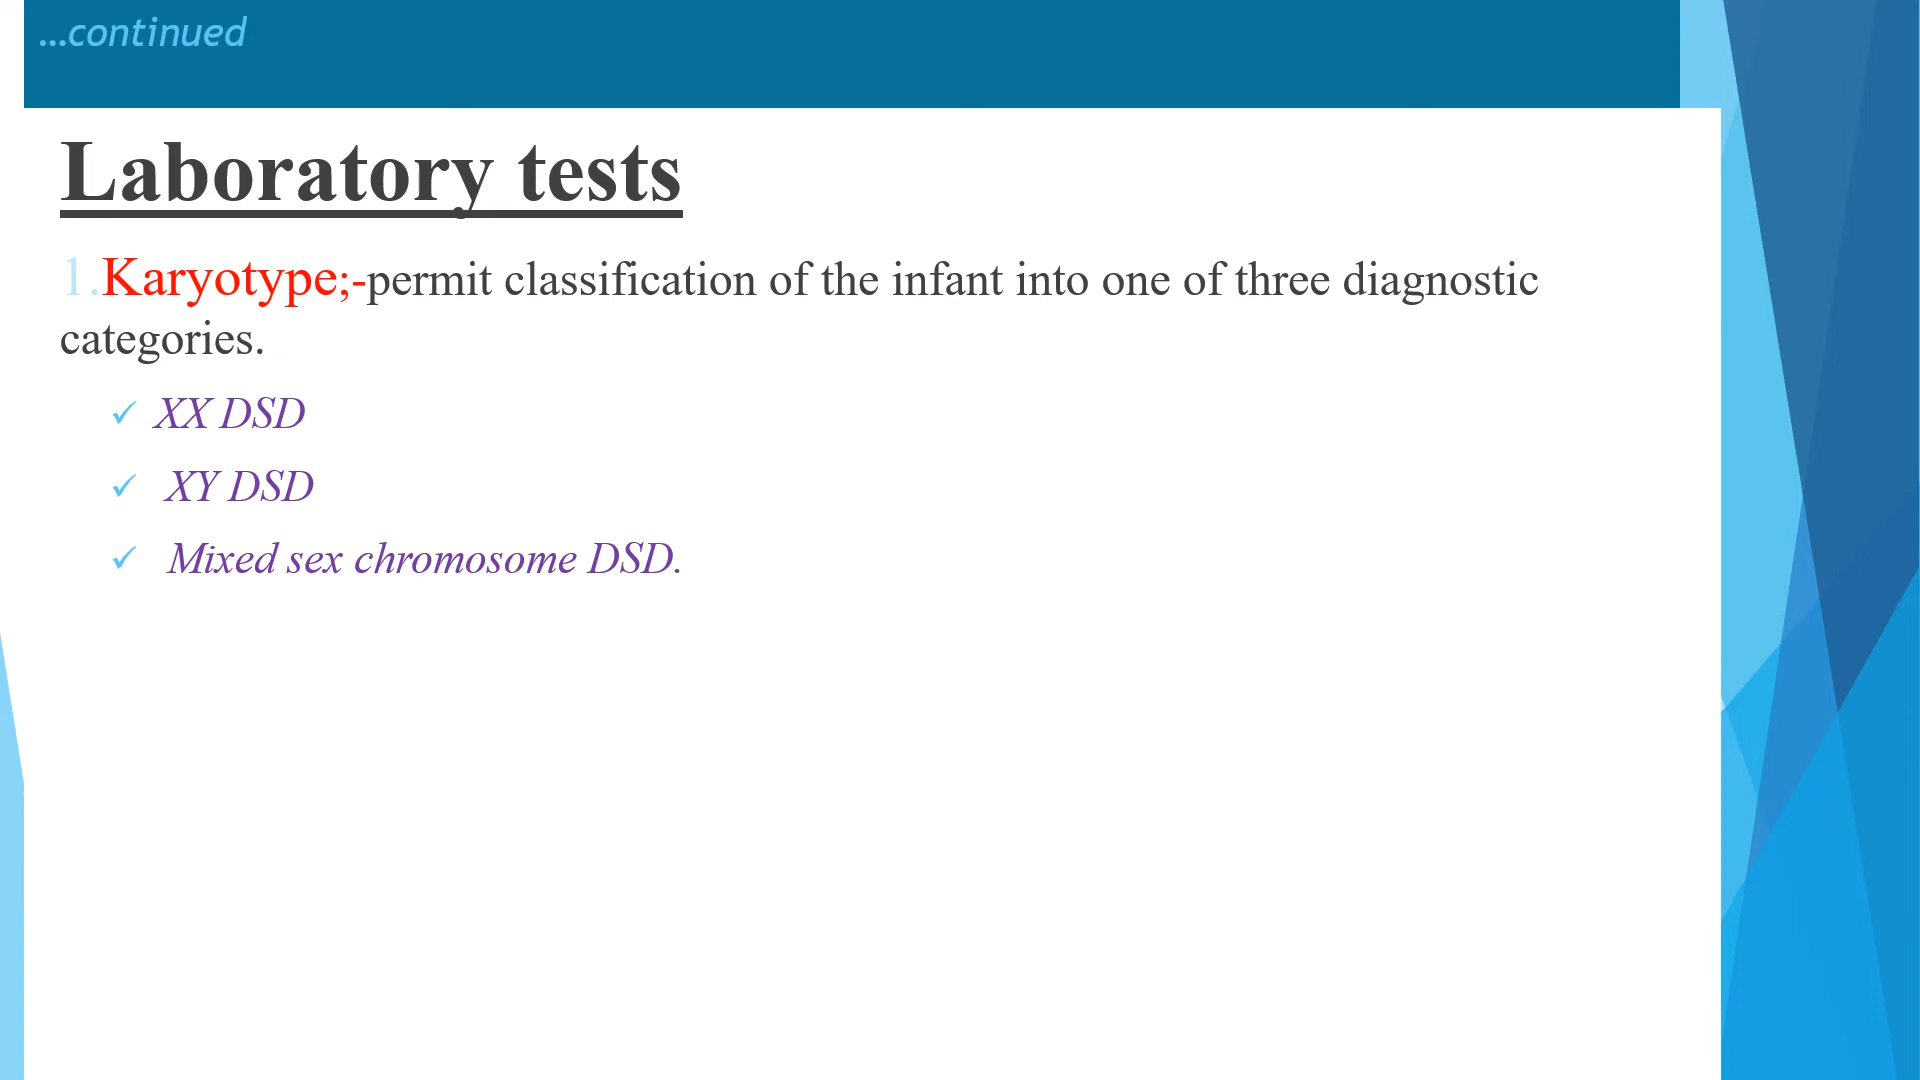 ...continued
Laboratory tests
1.Karyotype;-permit classification of the infant into one of three diagnostic
categories.
✓ XX DSD
✓ XY DSD
✓ Mixed sex chromosome DSD.